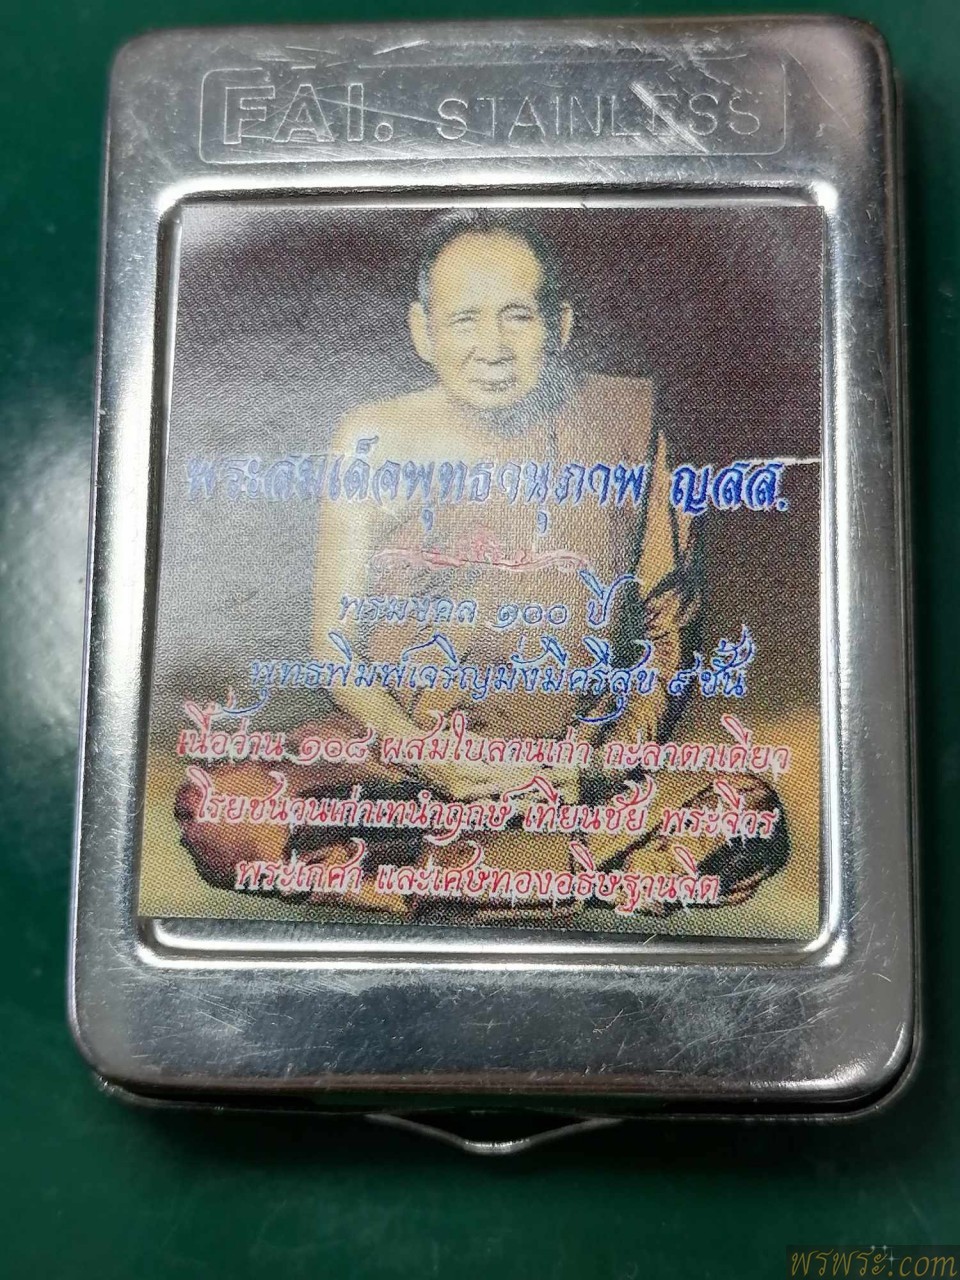 FAI. STAINLESS
พระสมเด็จพุทธานุภาพ ญสส.
พระมงคล ๑๐๐ ปี
พุทธพิมพ์เจริญมั่งมีศรีสุข ๙ ชั้น
เนื้อว่าน ๑๐๘ ผสมใบลานเก่า กะลาตาเดียว
โรยชนวนเก่าเทนำฤกษ์ เทียนชัย พระจีวร
พระเกศา และเศษทองอธิษฐานจิต
พรพระ.com